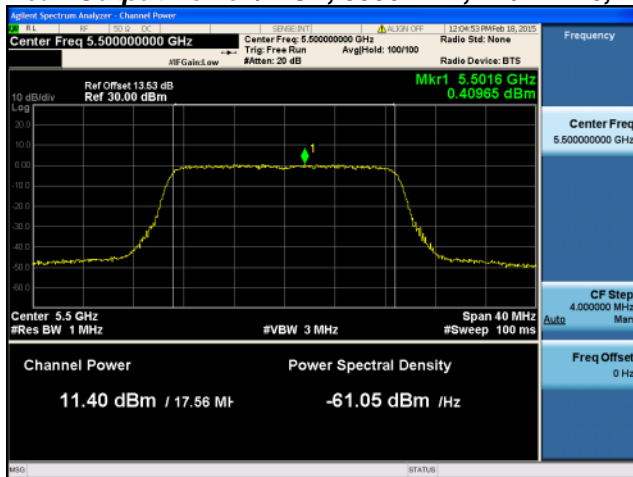 Agilent Spectrum Analyzer - Channel Power
RL RF 50 Ω DC SENSE:INT ALIGN OFF 12:04:53 PM Feb 18, 2015
Center Freq 5.500000000 GHz
Center Freq: 5.500000000 GHz
Radio Std: None
Trig: Free Run Avg|Hold: 100/100
#IFGain:Low #Atten: 20 dB Radio Device: BTS
Frequency
Mkr1 5.5016 GHz
0.40965 dBm
Ref Offset 13.53 dB
10 dB/div Ref 30.00 dBm
Log
20.0
10.0
0.00
-10.0
-20.0
-30.0
-40.0
-50.0
-60.0
1
Center Freq
5.500000000 GHz
Center 5.5 GHz Span 40 MHz
#Res BW 1 MHz #VBW 3 MHz #Sweep 100 ms
CF Step
4.000000 MHz
Auto Man
Channel Power Power Spectral Density
11.40 dBm / 17.56 MH -61.05 dBm /Hz
Freq Offset
0 Hz
MSG STATUS